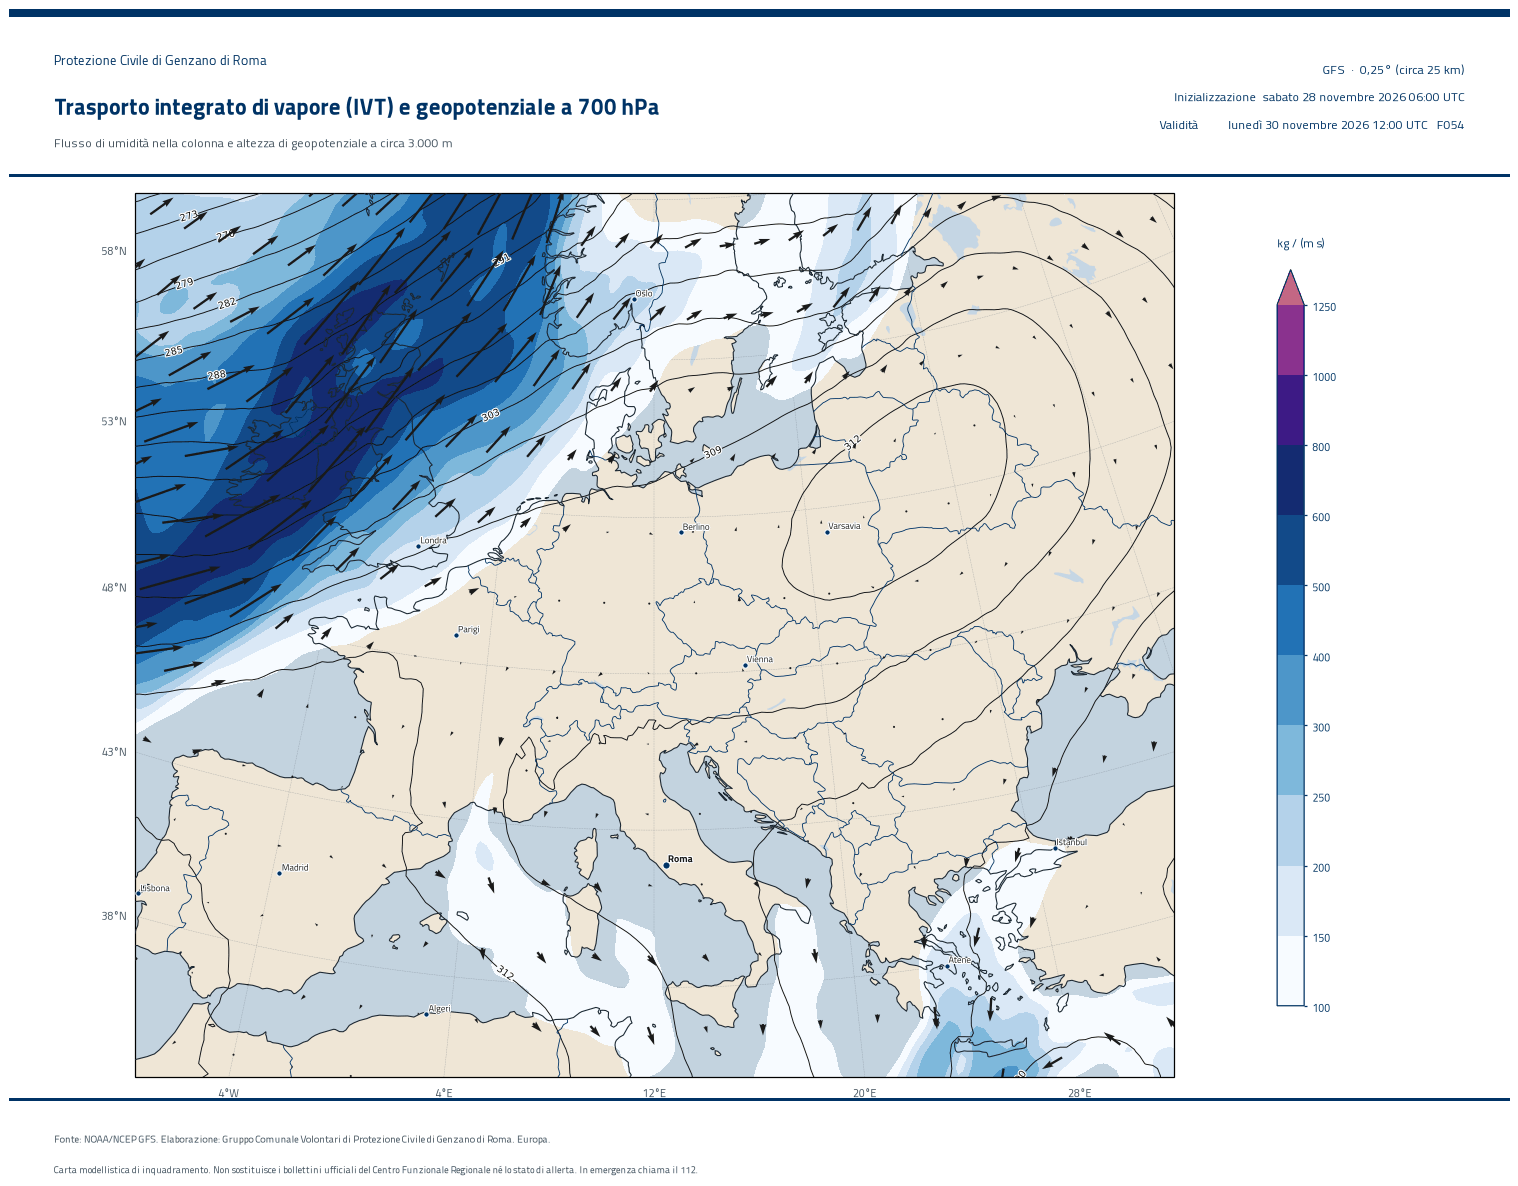 Protezione Civile di Genzano di Roma
Trasporto integrato di vapore (IVT) e geopotenziale a 700 hPa
Flusso di umidità nella colonna e altezza di geopotenziale a circa 3.000 m
GFS · 0,25° (circa 25 km)
Inizializzazione sabato 28 novembre 2026 06:00 UTC
Validità lunedì 30 novembre 2026 12:00 UTC F054
kg / (m s)
1250
1000
800
600
500
400
300
250
200
150
100
58°N
53°N
48°N
43°N
38°N
4°W
4°E
12°E
20°E
28°E
273
276
279
282
285
288
291
303
309
312
312
Oslo
Londra
Berlino
Varsavia
Parigi
Vienna
Madrid
Lisbona
Roma
Istanbul
Atene
Algeri
Fonte: NOAA/NCEP GFS. Elaborazione: Gruppo Comunale Volontari di Protezione Civile di Genzano di Roma. Europa.
Carta modellistica di inquadramento. Non sostituisce i bollettini ufficiali del Centro Funzionale Regionale né lo stato di allerta. In emergenza chiama il 112.